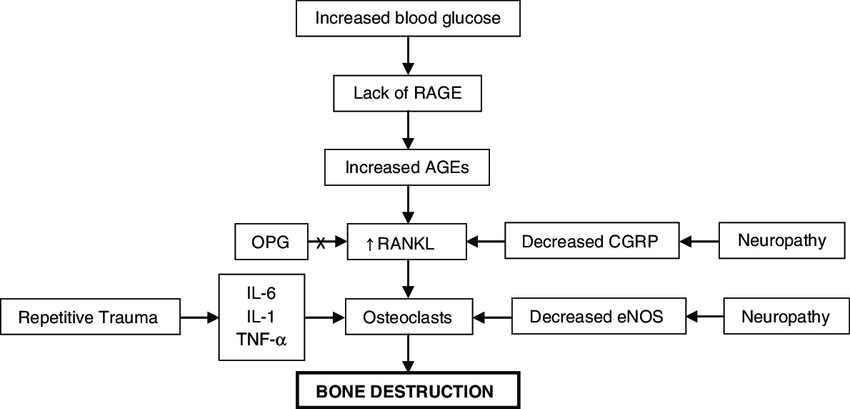 Increased blood glucose
Lack of RAGE
Increased AGEs
OPG
X
↑RANKL
Decreased CGRP
Neuropathy
Repetitive Trauma
IL-6
IL-1
TNF-α
Osteoclasts
Decreased eNOS
Neuropathy
BONE DESTRUCTION